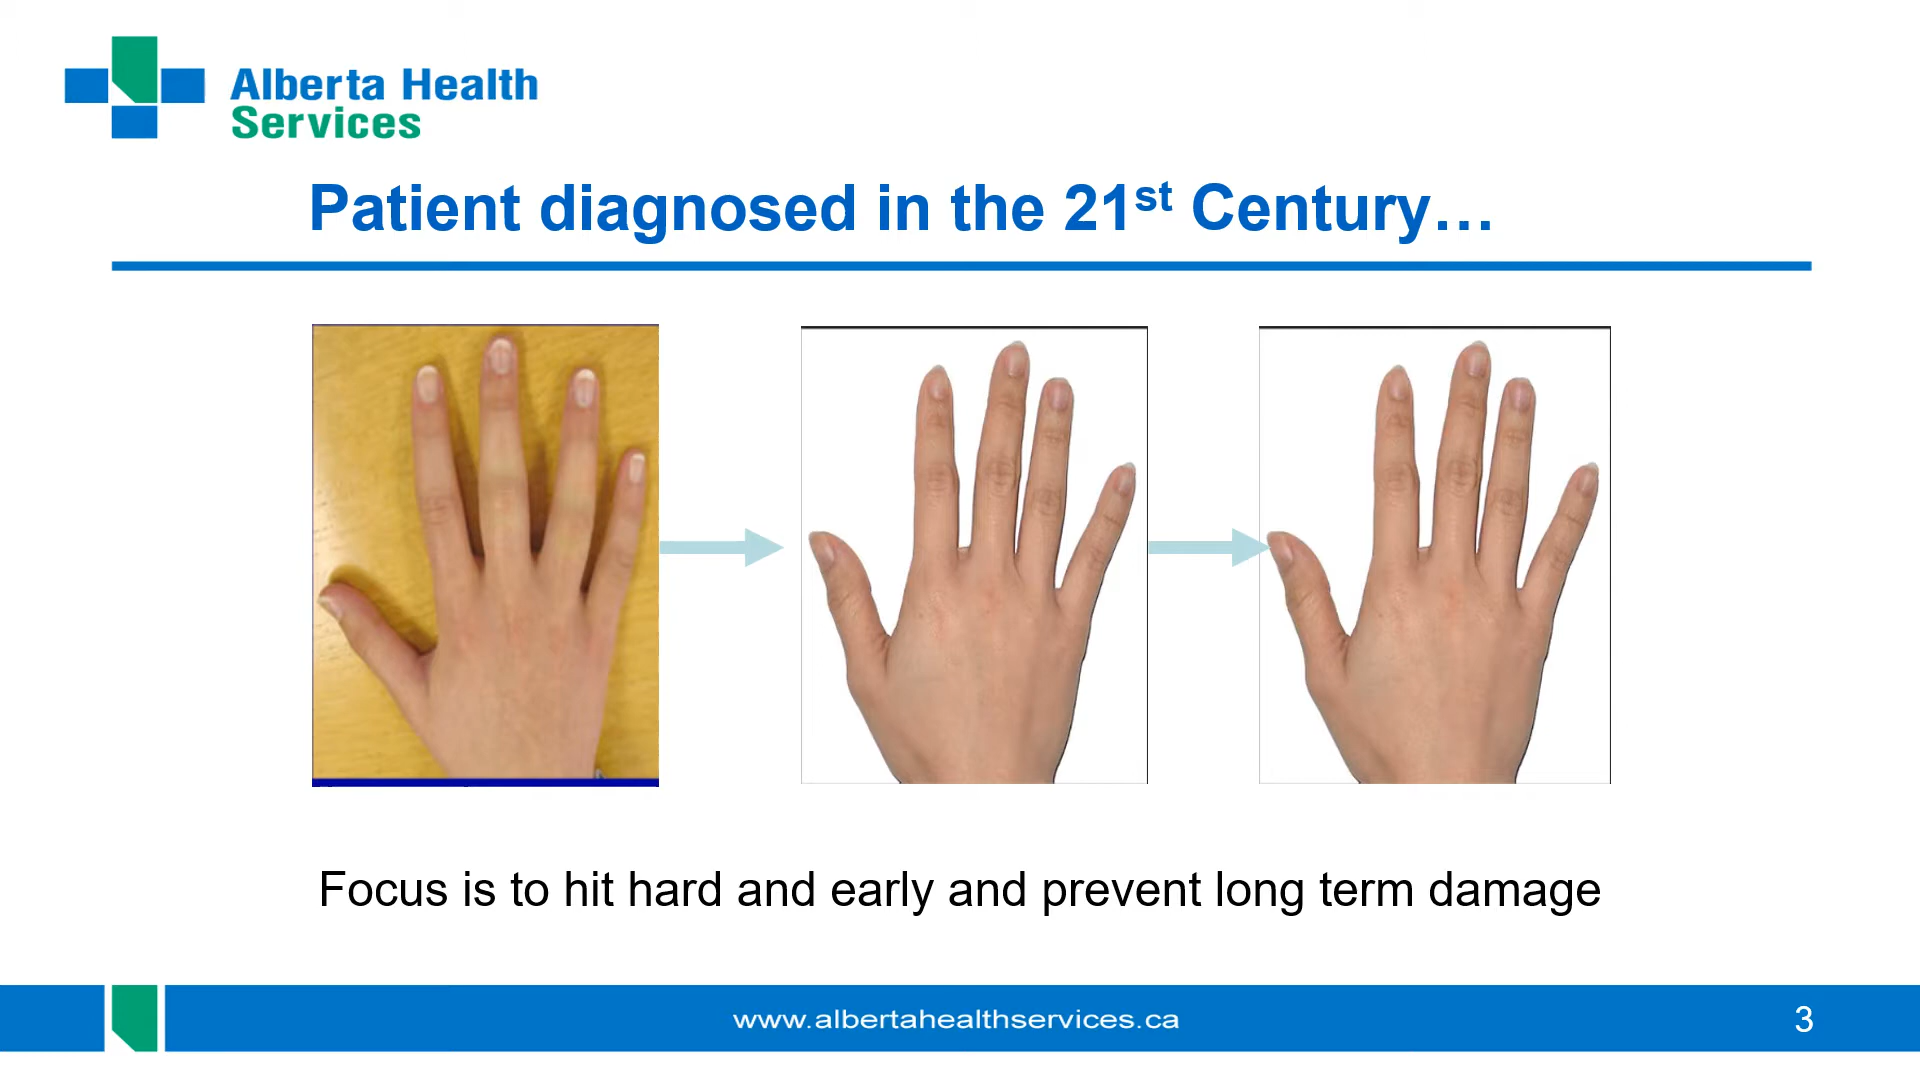 Alberta Health
Services
Patient diagnosed in the 21st Century…
Focus is to hit hard and early and prevent long term damage
www.albertahealthservices.ca
3